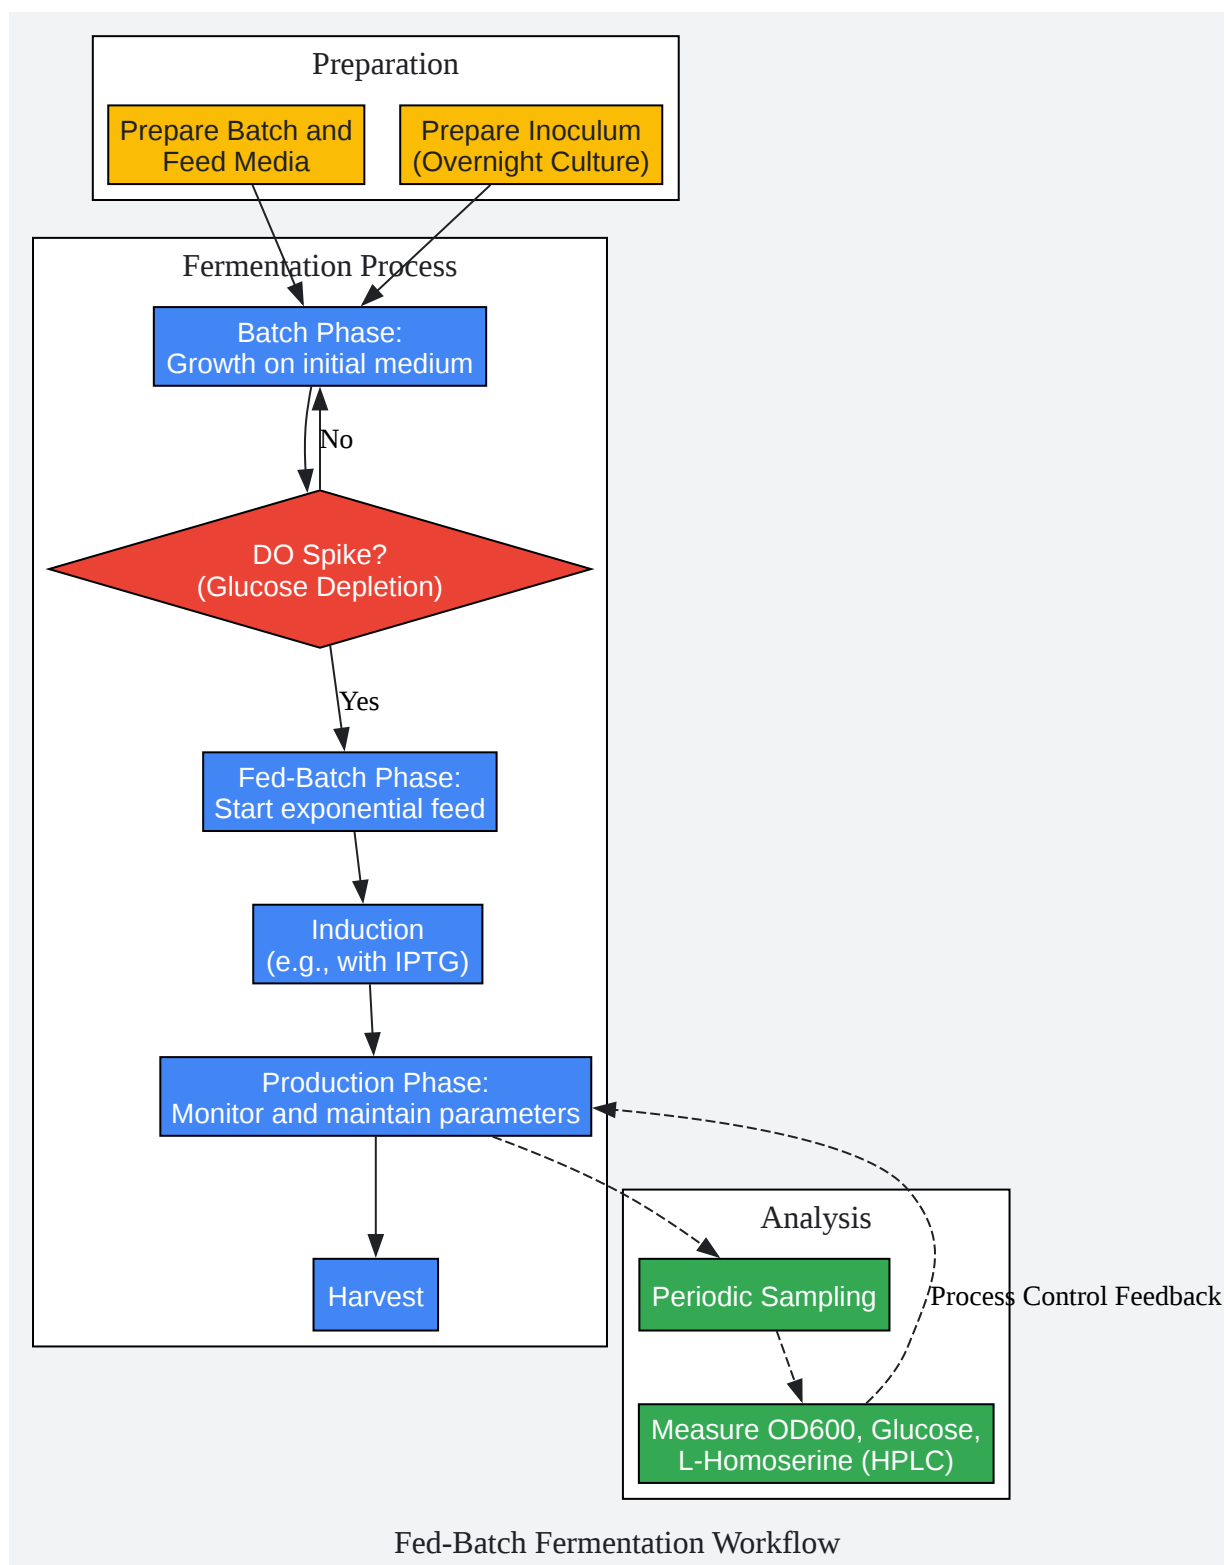 Preparation
Prepare Batch and
Feed Media
Prepare Inoculum
(Overnight Culture)
Fermentation Process
Batch Phase:
Growth on initial medium
No
DO Spike?
(Glucose Depletion)
Yes
Fed-Batch Phase:
Start exponential feed
Induction
(e.g., with IPTG)
Production Phase:
Monitor and maintain parameters
Harvest
Analysis
Periodic Sampling
Process Control Feedback
Measure OD600, Glucose,
L-Homoserine (HPLC)
Fed-Batch Fermentation Workflow